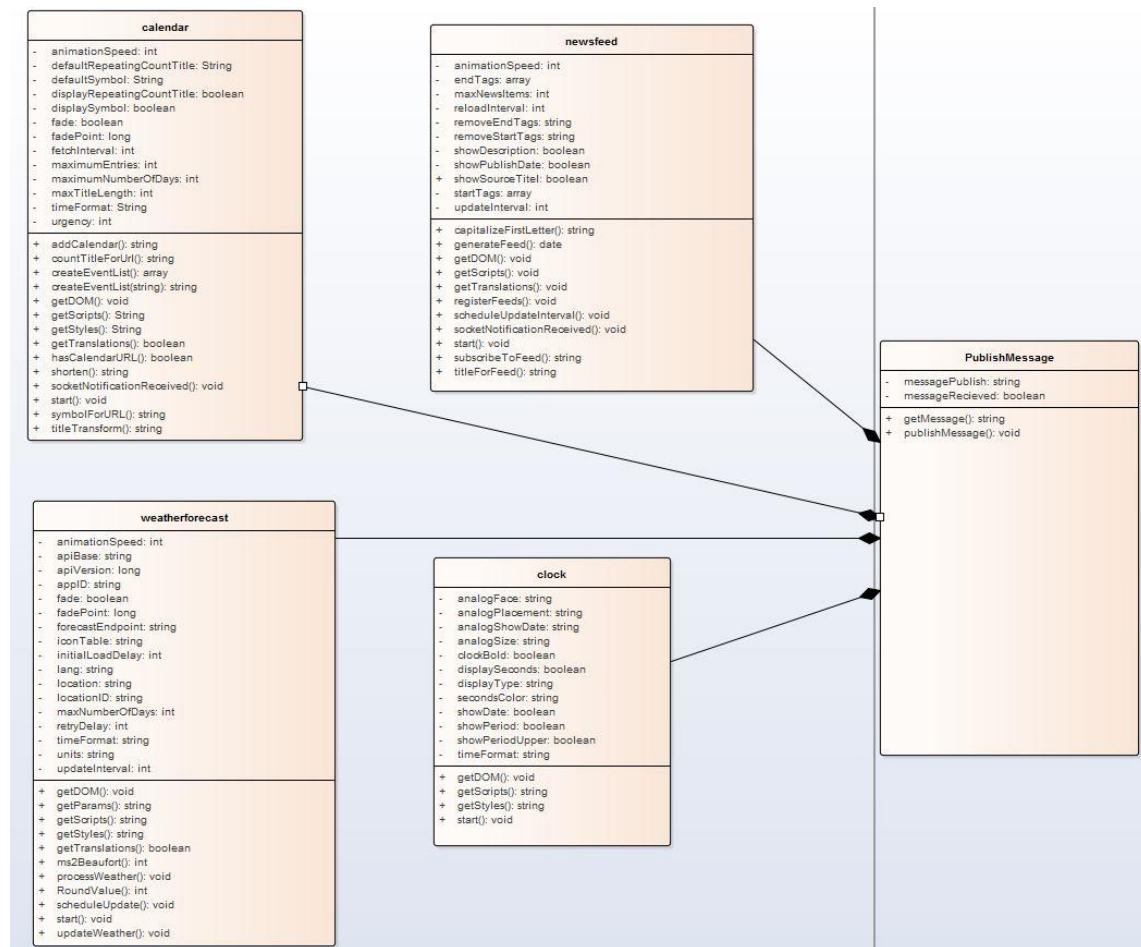 calendar
- animationSpeed: int
- defaultRepeatingCountTitle: String
- defaultSymbol: String
- displayRepeatingCountTitle: boolean
- displaySymbol: boolean
- fade: boolean
- fadePoint: long
- fetchInterval: int
- maximumEntries: int
- maximumNumberOfDays: int
- maxTitleLength: int
- timeFormat: String
- urgency: int
+ addCalendar(): string
+ countTitleForUrl(): string
+ createEventList(): array
+ createEventList(string): string
+ getDOM(): void
+ getScripts(): String
+ getStyles(): String
+ getTranslations(): boolean
+ hasCalendarURL(): boolean
+ shorten(): string
+ socketNotificationReceived(): void
+ start(): void
+ symbolForURL(): string
+ titleTransform(): string
newsfeed
- animationSpeed: int
- endTags: array
- maxNewsItems: int
- reloadInterval: int
- removeEndTags: string
- removeStartTags: string
- showDescription: boolean
- showPublishDate: boolean
+ showSourceTitel: boolean
- startTags: array
- updateInterval: int
+ capitalizeFirstLetter(): string
+ generateFeed(): date
+ getDOM(): void
+ getScripts(): void
+ getTranslations(): void
+ registerFeeds(): void
+ scheduleUpdateInterval(): void
+ socketNotificationReceived(): void
+ start(): void
+ subscribeToFeed(): string
+ titleForFeed(): string
PublishMessage
- messagePublish: string
- messageRecieved: boolean
+ getMessage(): string
+ publishMessage(): void
weatherforecast
- animationSpeed: int
- apiBase: string
- apiVersion: long
- appID: string
- fade: boolean
- fadePoint: long
- forecastEndpoint: string
- iconTable: string
- initialLoadDelay: int
- lang: string
- location: string
- locationID: string
- maxNumberOfDays: int
- retryDelay: int
- timeFormat: string
- units: string
- updateInterval: int
+ getDOM(): void
+ getParams(): string
+ getScripts(): string
+ getStyles(): string
+ getTranslations(): boolean
+ ms2Beaufort(): int
+ processWeather(): void
+ RoundValue(): int
+ scheduleUpdate(): void
+ start(): void
+ updateWeather(): void
clock
- analogFace: string
- analogPlacement: string
- analogShowDate: string
- analogSize: string
- clockBold: boolean
- displaySeconds: boolean
- displayType: string
- secondsColor: string
- showDate: boolean
- showPeriod: boolean
- showPeriodUpper: boolean
- timeFormat: string
+ getDOM(): void
+ getScripts(): string
+ getStyles(): string
+ start(): void